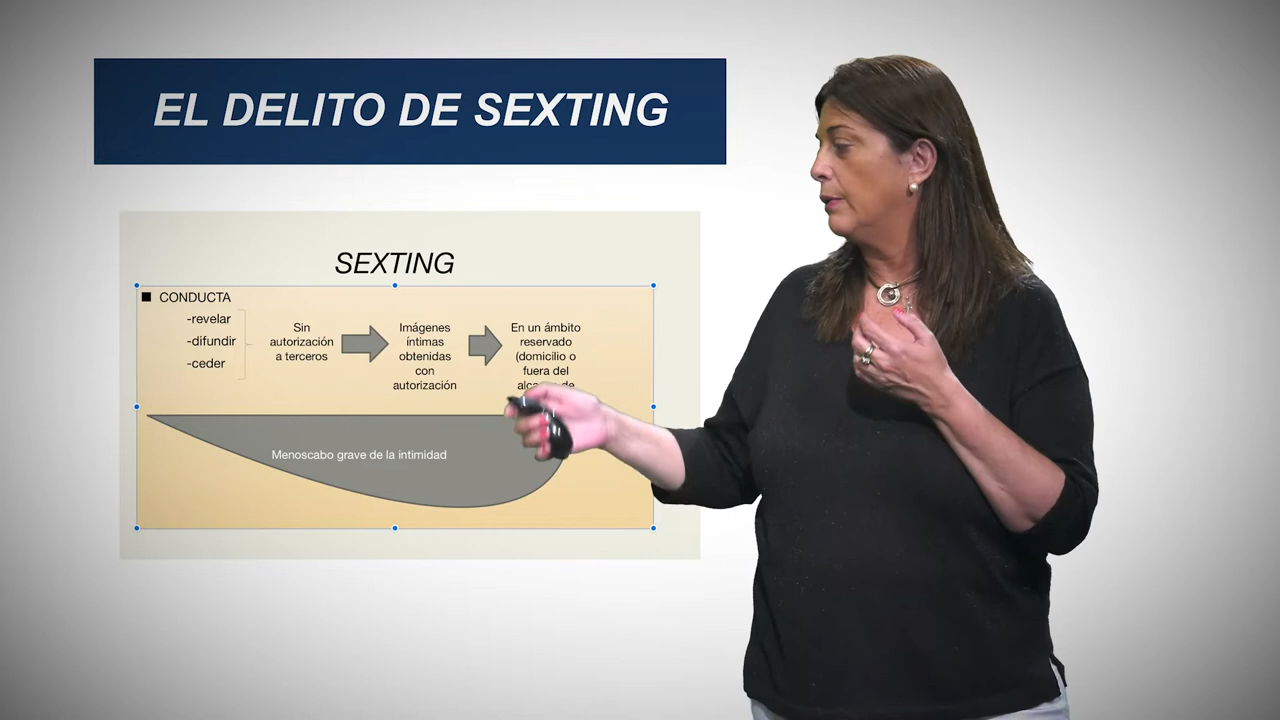 EL DELITO DE SEXTING
SEXTING
CONDUCTA
-revelar
-difundir
-ceder
Sin
autorización
a terceros
Imágenes
íntimas
obtenidas
con
autorización
En un ámbito
reservado
(domicilio o
fuera del
Menoscabo grave de la intimidad